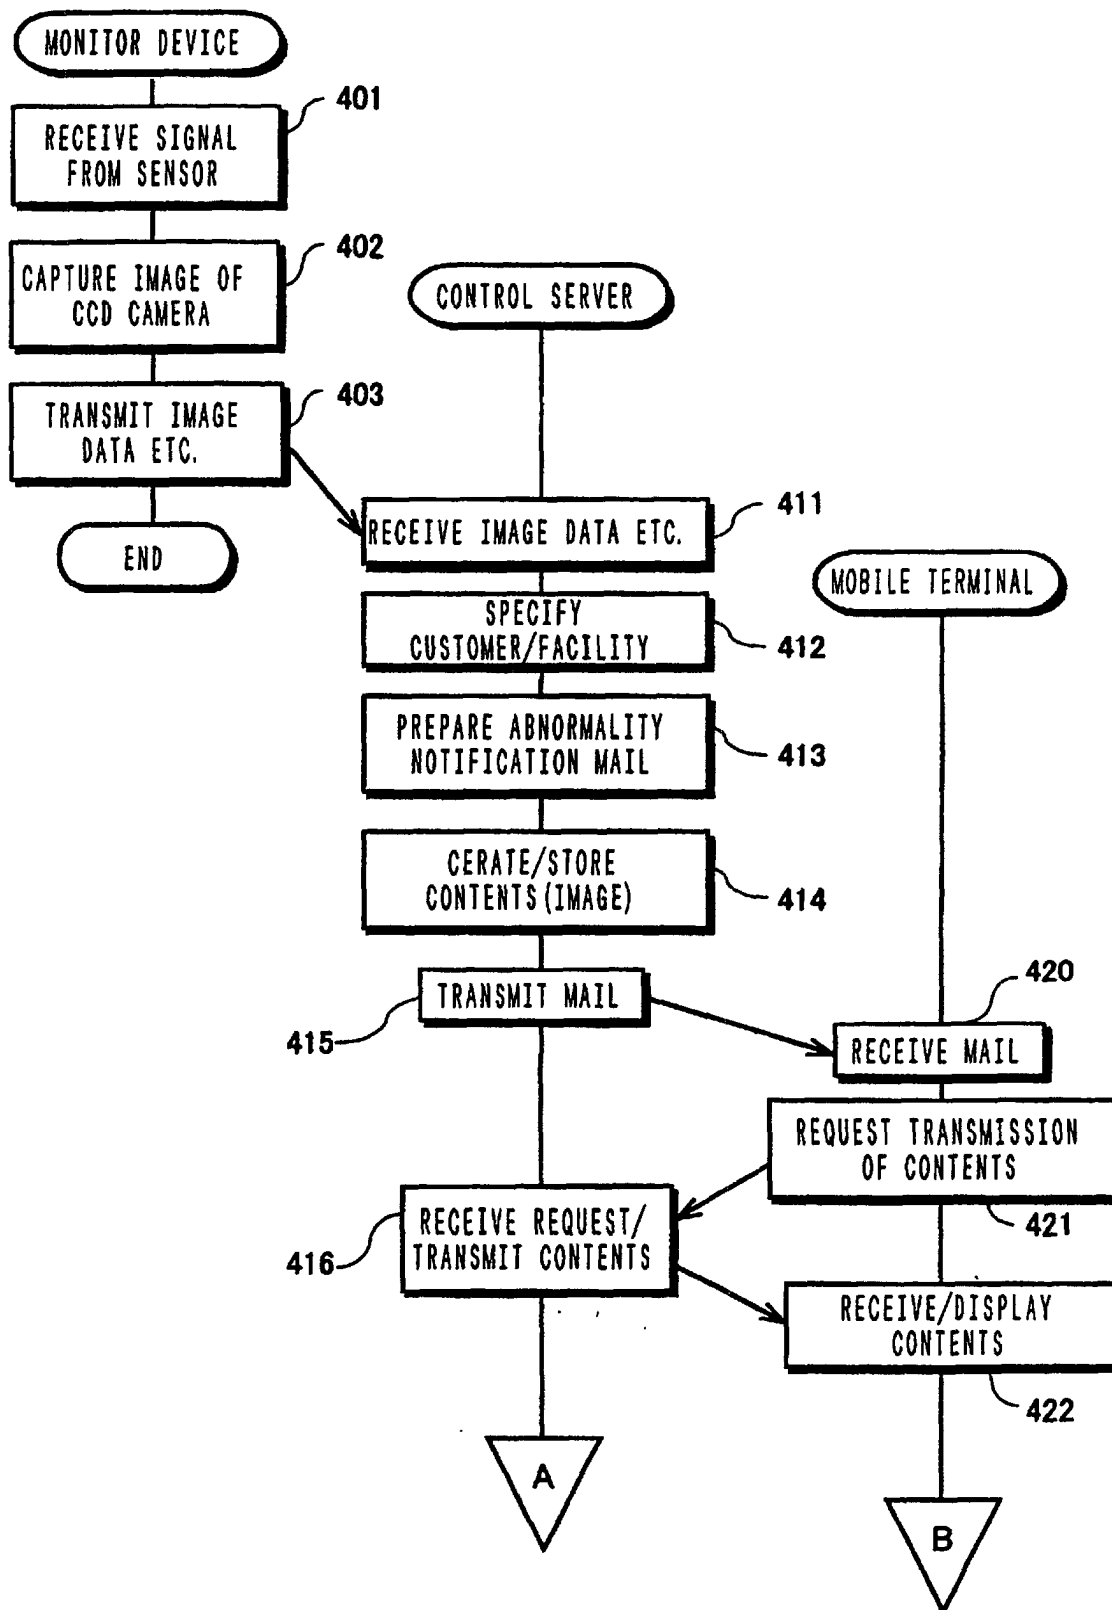 MONITOR DEVICE
401
RECEIVE SIGNAL
FROM SENSOR
402
CAPTURE IMAGE OF
CCD CAMERA
403
TRANSMIT IMAGE
DATA ETC.
END
CONTROL SERVER
411
RECEIVE IMAGE DATA ETC.
SPECIFY
CUSTOMER/FACILITY
412
PREPARE ABNORMALITY
NOTIFICATION MAIL
413
CERATE/STORE
CONTENTS(IMAGE)
414
TRANSMIT MAIL
415
RECEIVE REQUEST/
TRANSMIT CONTENTS
416
A
MOBILE TERMINAL
420
RECEIVE MAIL
REQUEST TRANSMISSION
OF CONTENTS
421
RECEIVE/DISPLAY
CONTENTS
422
B